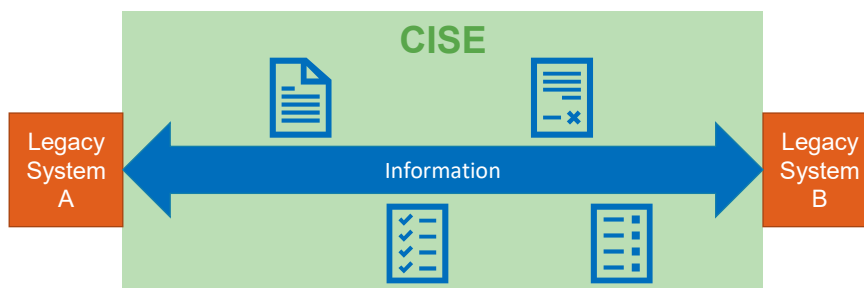 CISE
Legacy
System
A
Information
Legacy
System
B